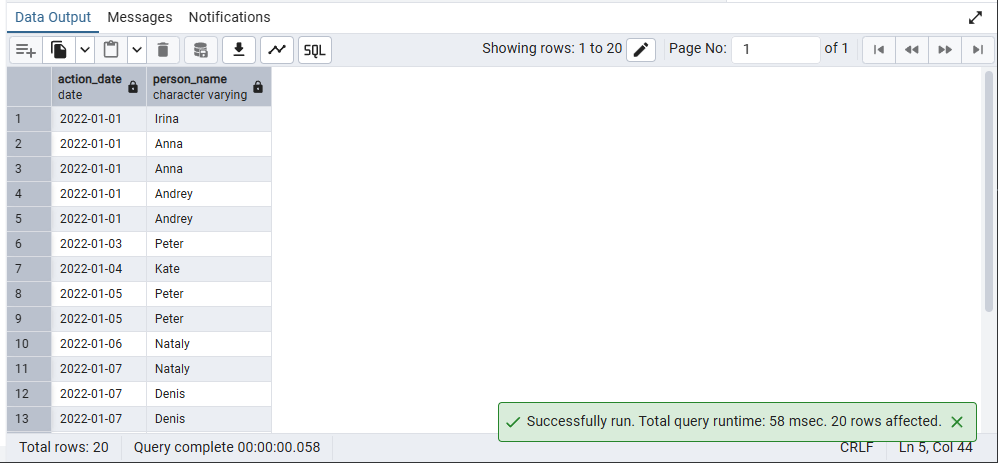 Data Output Messages Notifications
SQL Showing rows: 1 to 20 Page No: 1 of 1
action_date person_name
date character varying
1 2022-01-01 Irina
2 2022-01-01 Anna
3 2022-01-01 Anna
4 2022-01-01 Andrey
5 2022-01-01 Andrey
6 2022-01-03 Peter
7 2022-01-04 Kate
8 2022-01-05 Peter
9 2022-01-05 Peter
10 2022-01-06 Nataly
11 2022-01-07 Nataly
12 2022-01-07 Denis
13 2022-01-07 Denis
Successfully run. Total query runtime: 58 msec. 20 rows affected.
Total rows: 20 Query complete 00:00:00.058 CRLF Ln 5, Col 44